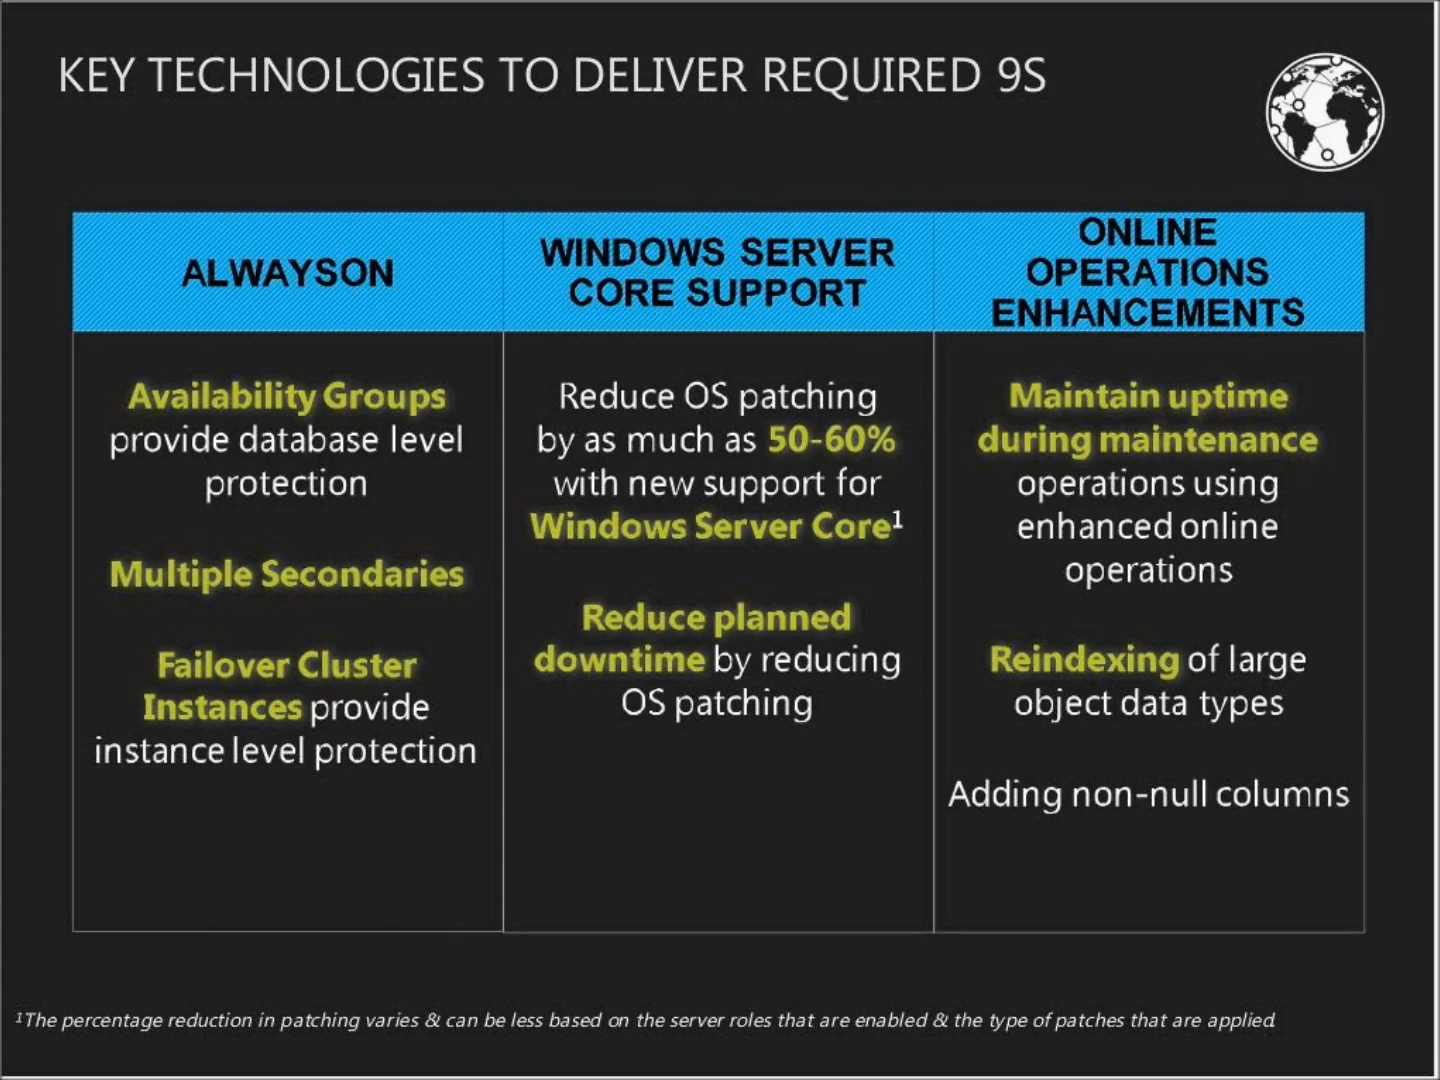 KEY TECHNOLOGIES TO DELIVER REQUIRED 9S
ALWAYSON
Availability Groups
provide database level
protection
Multiple Secondaries
Failover Cluster
Instances provide
instance level protection
WINDOWS SERVER
CORE SUPPORT
Reduce OS patching
by as much as 50-60%
with new support for
Windows Server Core¹
Reduce planned
downtime by reducing
OS patching
ONLINE
OPERATIONS
ENHANCEMENTS
Maintain uptime
during maintenance
operations using
enhanced online
operations
Reindexing of large
object data types
Adding non-null columns
¹The percentage reduction in patching varies & can be less based on the server roles that are enabled & the type of patches that are applied.